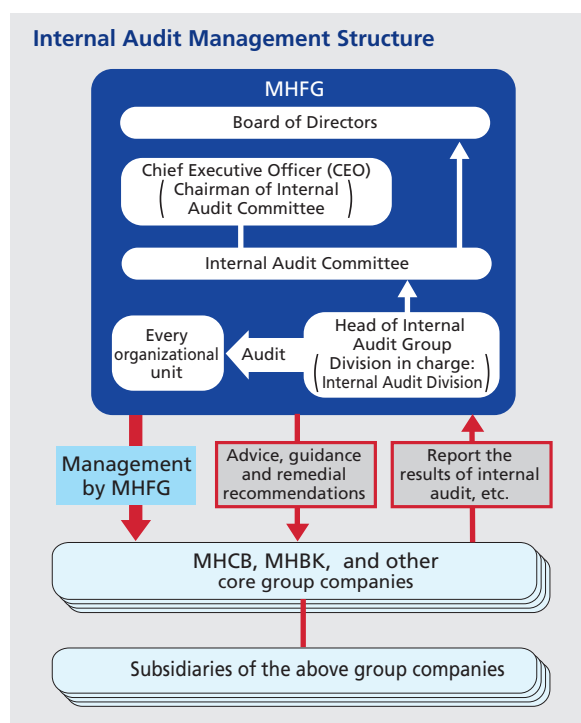 Internal Audit Management Structure
MHFG
Board of Directors
Chief Executive Officer (CEO)
( Chairman of Internal
Audit Committee )
Internal Audit Committee
Every
organizational
unit
Audit
Head of Internal
Audit Group
( Division in charge:
Internal Audit Division )
Management
by MHFG
Advice, guidance
and remedial
recommendations
Report the
results of internal
audit, etc.
MHCB, MHBK, and other
core group companies
Subsidiaries of the above group companies